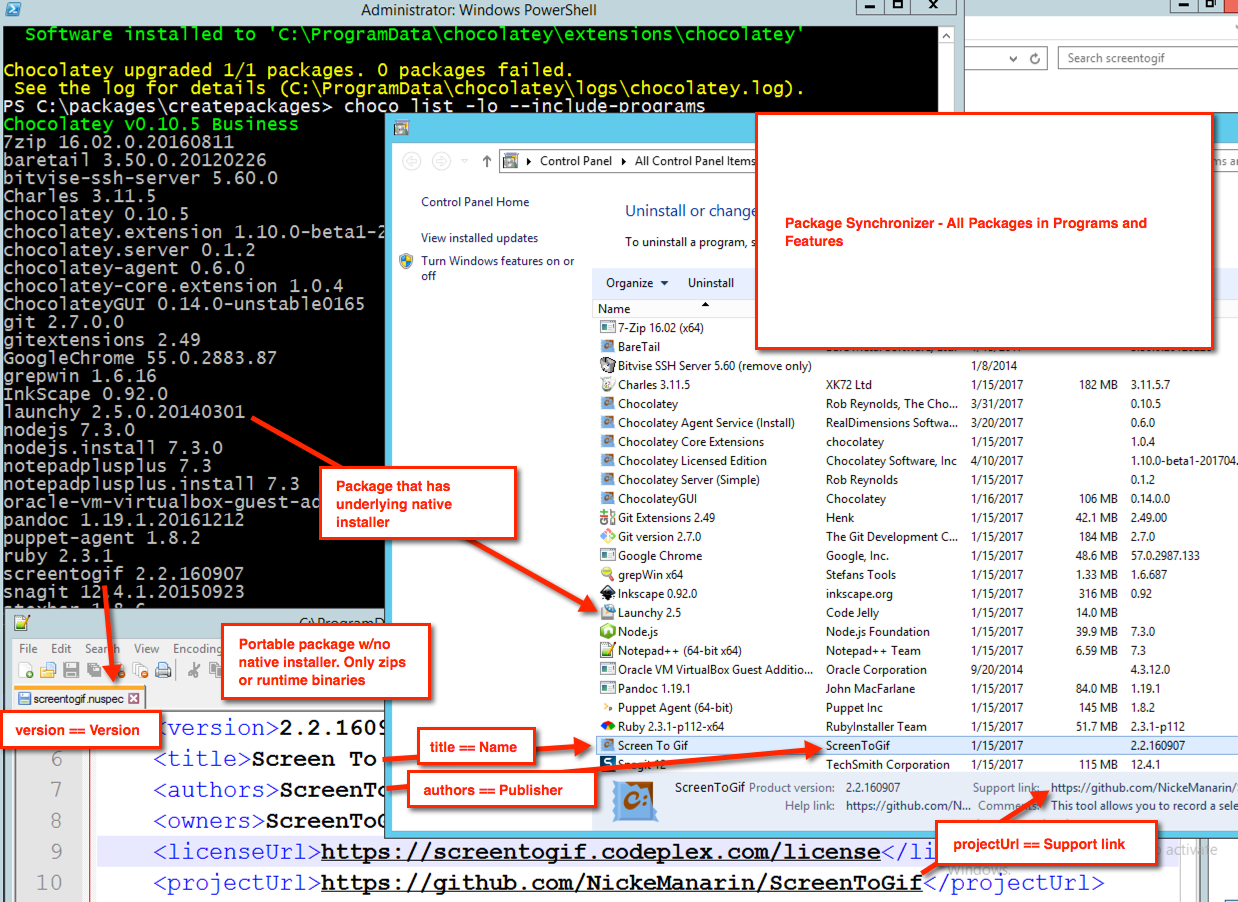 Administrator: Windows PowerShell
Software installed to 'C:\ProgramData\chocolatey\extensions\chocolatey'
Chocolatey upgraded 1/1 packages. 0 packages failed.
See the log for details (C:\ProgramData\chocolatey\logs\chocolatey.log).
PS C:\packages\createpackages> choco list -lo --include-programs
Chocolatey v0.10.5 Business
7zip 16.02.0.20160811
baretail 3.50.0.20120226
bitvise-ssh-server 5.60.0
Charles 3.11.5
chocolatey 0.10.5
chocolatey.extension 1.10.0-beta1-2
chocolatey.server 0.1.2
chocolatey-agent 0.6.0
chocolatey-core.extension 1.0.4
ChocolateyGUI 0.14.0-unstable0165
git 2.7.0.0
gitextensions 2.49
GoogleChrome 55.0.2883.87
grepwin 1.6.16
InkScape 0.92.0
launchy 2.5.0.20140301
nodejs 7.3.0
nodejs.install 7.3.0
notepadplusplus 7.3
notepadplusplus.install 7.3
oracle-vm-virtualbox-guest-ad
pandoc 1.19.1.20161212
puppet-agent 1.8.2
ruby 2.3.1
screentogif 2.2.160907
snagit 12.4.1.20150923
Search screentogif
Control Panel All Control Panel Items
Control Panel Home
View installed updates
Turn Windows features on or
off
Uninstall or change
To uninstall a program, s
Organize Uninstall
Package Synchronizer - All Packages in Programs and
Features
Name
7-Zip 16.02 (x64)
BareTail
Bitvise SSH Server 5.60 (remove only) 1/8/2014
Charles 3.11.5 XK72 Ltd 1/15/2017 182 MB 3.11.5.7
Chocolatey Rob Reynolds, The Cho... 3/31/2017 0.10.5
Chocolatey Agent Service (Install) RealDimensions Softwa... 3/20/2017 0.6.0
Chocolatey Core Extensions chocolatey 1/15/2017 1.0.4
Chocolatey Licensed Edition Chocolatey Software, Inc 4/10/2017 1.10.0-beta1-201704
Chocolatey Server (Simple) Rob Reynolds 1/15/2017 0.1.2
ChocolateyGUI Chocolatey 1/16/2017 106 MB 0.14.0.0
Git Extensions 2.49 Henk 1/15/2017 42.1 MB 2.49.00
Git version 2.7.0 The Git Development C... 1/15/2017 184 MB 2.7.0
Google Chrome Google, Inc. 1/15/2017 48.6 MB 57.0.2987.133
grepWin x64 Stefans Tools 1/15/2017 1.33 MB 1.6.687
Inkscape 0.92.0 inkscape.org 1/15/2017 316 MB 0.92
Launchy 2.5 Code Jelly 1/15/2017 14.0 MB
Node.js Node.js Foundation 1/15/2017 39.9 MB 7.3.0
Notepad++ (64-bit x64) Notepad++ Team 1/15/2017 6.59 MB 7.3
Oracle VM VirtualBox Guest Additio... Oracle Corporation 9/20/2014 4.3.12.0
Pandoc 1.19.1 John MacFarlane 1/15/2017 84.0 MB 1.19.1
Puppet Agent (64-bit) Puppet Inc 1/15/2017 145 MB 1.8.2
Ruby 2.3.1-p112-x64 RubyInstaller Team 1/15/2017 51.7 MB 2.3.1-p112
Screen To Gif ScreenToGif 1/15/2017 2.2.160907
Snagit 12 TechSmith Corporation 1/15/2017 115 MB 12.4.1
ScreenToGif Product version: 2.2.160907 Support link: https://github.com/NickeManarin/
Help link: https://github.com/N... Comments: This tool allows you to record a sele
Package that has
underlying native
installer
Portable package w/no
native installer. Only zips
or runtime binaries
File Edit Search View Encoding
screentogif.nuspec
version == Version
title == Name
authors == Publisher
projectUrl == Support link
<version>2.2.1609
6 <title>Screen To
7 <authors>ScreenTo
8 <owners>ScreenToG
9 <licenseUrl>https://screentogif.codeplex.com/license</li
10 <projectUrl>https://github.com/NickeManarin/ScreenToGif</projectUrl>
activate
Windows.